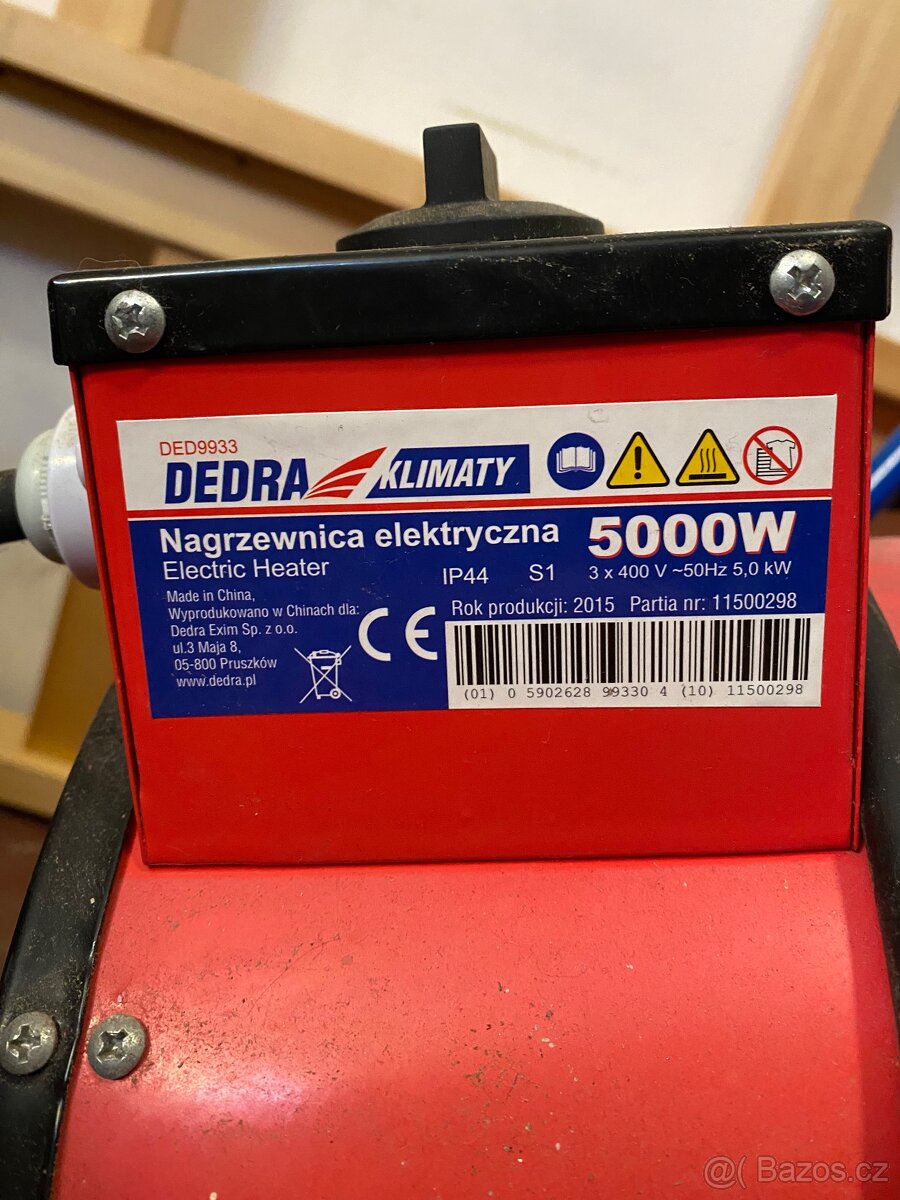 DED9933
DEDRA KLIMATY
Nagrzewnica elektryczna 5000W
Electric Heater IP44 S1 3 x 400 V ~50Hz 5,0 kW
Made in China,
Wyprodukowano w Chinach dla:
Dedra Exim Sp. z o.o.
ul.3 Maja 8,
05-800 Pruszków
www.dedra.pl
CE
Rok produkcji: 2015 Partia nr: 11500298
(01) 0 5902628 99330 4 (10) 11500298
@( Bazos.cz